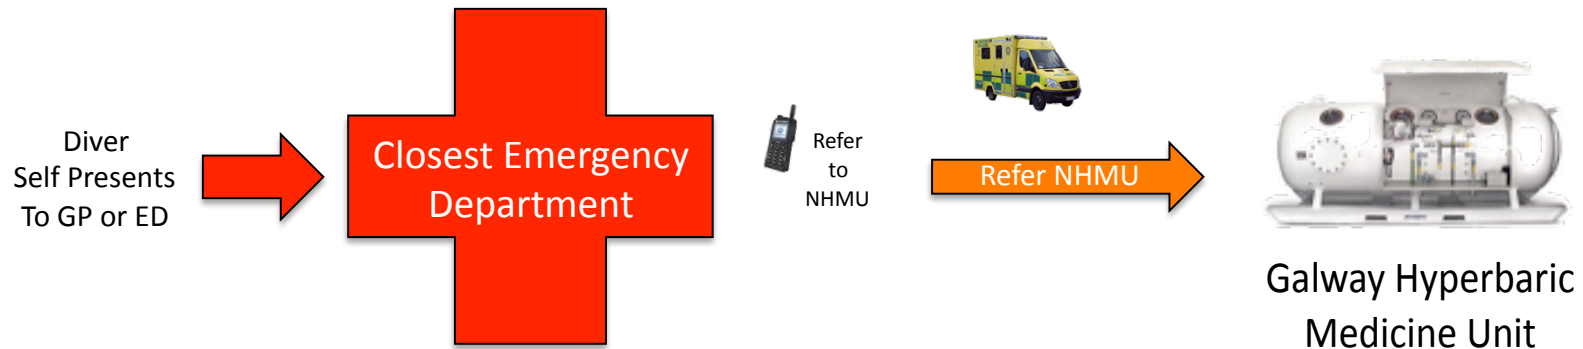 Diver
Self Presents
To GP or ED
Closest Emergency
Department
Refer
to
NHMU
Refer NHMU
Galway Hyperbaric
Medicine Unit